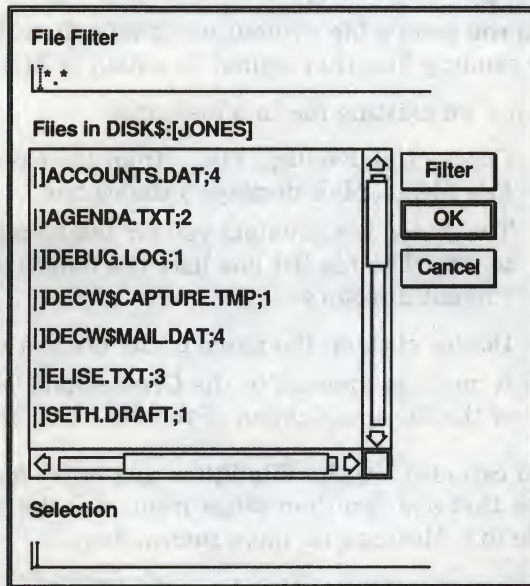 File Filter
*.*
Files in DISK$:[JONES]
[]ACCOUNTS.DAT;4
[]AGENDA.TXT;2
[]DEBUG.LOG;1
[]DECW$CAPTURE.TMP;1
[]DECW$MAIL.DAT;4
[]ELISE.TXT;3
[]SETH.DRAFT;1
Filter
OK
Cancel
Selection